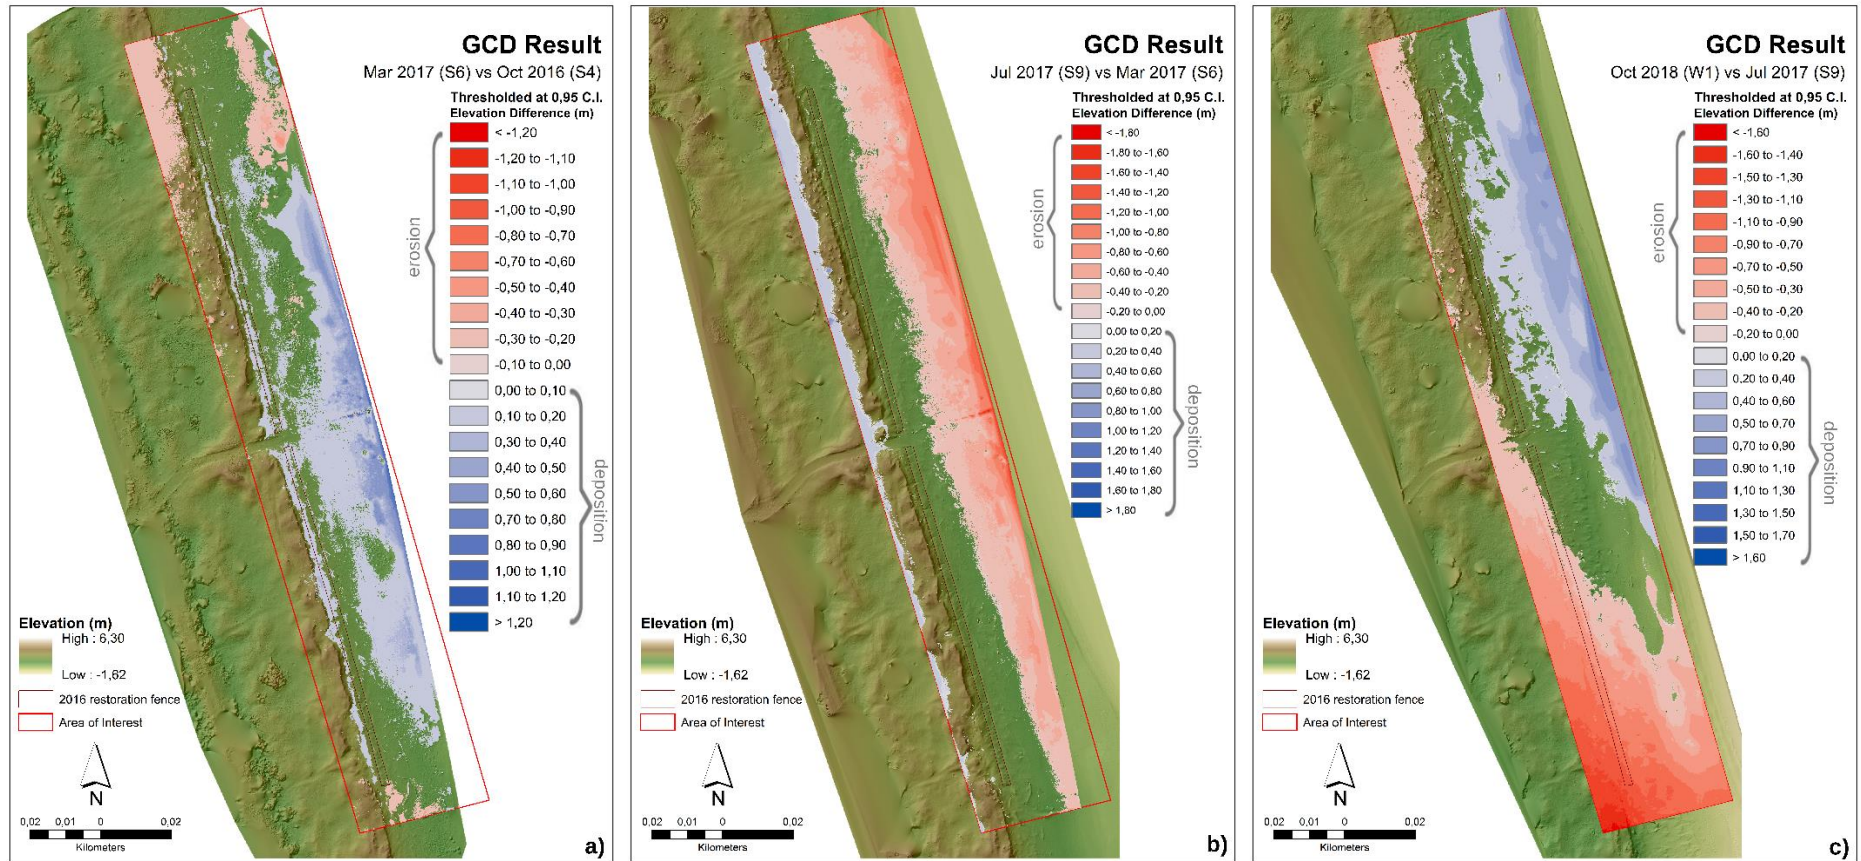 GCD Result
Mar 2017 (S6) vs Oct 2016 (S4)
Thresholded at 0,95 C.I.
Elevation Difference (m)
< -1,20
-1,20 to -1,10
-1,10 to -1,00
-1,00 to -0,90
-0,80 to -0,70
-0,70 to -0,60
-0,50 to -0,40
-0,40 to -0,30
-0,30 to -0,20
-0,10 to 0,00
0,00 to 0,10
0,10 to 0,20
0,30 to 0,40
0,40 to 0,50
0,50 to 0,60
0,70 to 0,80
0,80 to 0,90
1,00 to 1,10
1,10 to 1,20
> 1,20
erosion
deposition
Elevation (m)
High : 6,30
Low : -1,62
2016 restoration fence
Area of Interest
N
0,02 0,01 0 0,02
Kilometers
a)
GCD Result
Jul 2017 (S9) vs Mar 2017 (S6)
Thresholded at 0,95 C.I.
Elevation Difference (m)
< -1,80
-1,80 to -1,60
-1,60 to -1,40
-1,40 to -1,20
-1,20 to -1,00
-1,00 to -0,80
-0,80 to -0,60
-0,60 to -0,40
-0,40 to -0,20
-0,20 to 0,00
0,00 to 0,20
0,20 to 0,40
0,40 to 0,60
0,60 to 0,80
0,80 to 1,00
1,00 to 1,20
1,20 to 1,40
1,40 to 1,60
1,60 to 1,80
> 1,80
erosion
deposition
Elevation (m)
High : 6,30
Low : -1,62
2016 restoration fence
Area of Interest
N
0,02 0,01 0 0,02
Kilometers
b)
GCD Result
Oct 2018 (W1) vs Jul 2017 (S9)
Thresholded at 0,95 C.I.
Elevation Difference (m)
< -1,60
-1,60 to -1,40
-1,50 to -1,30
-1,30 to -1,10
-1,10 to -0,90
-0,90 to -0,70
-0,70 to -0,50
-0,50 to -0,30
-0,40 to -0,20
-0,20 to 0,00
0,00 to 0,20
0,20 to 0,40
0,40 to 0,60
0,50 to 0,70
0,70 to 0,90
0,90 to 1,10
1,10 to 1,30
1,30 to 1,50
1,50 to 1,70
> 1,60
erosion
deposition
Elevation (m)
High : 6,30
Low : -1,62
2016 restoration fence
Area of Interest
N
0,02 0,01 0 0,02
Kilometers
c)